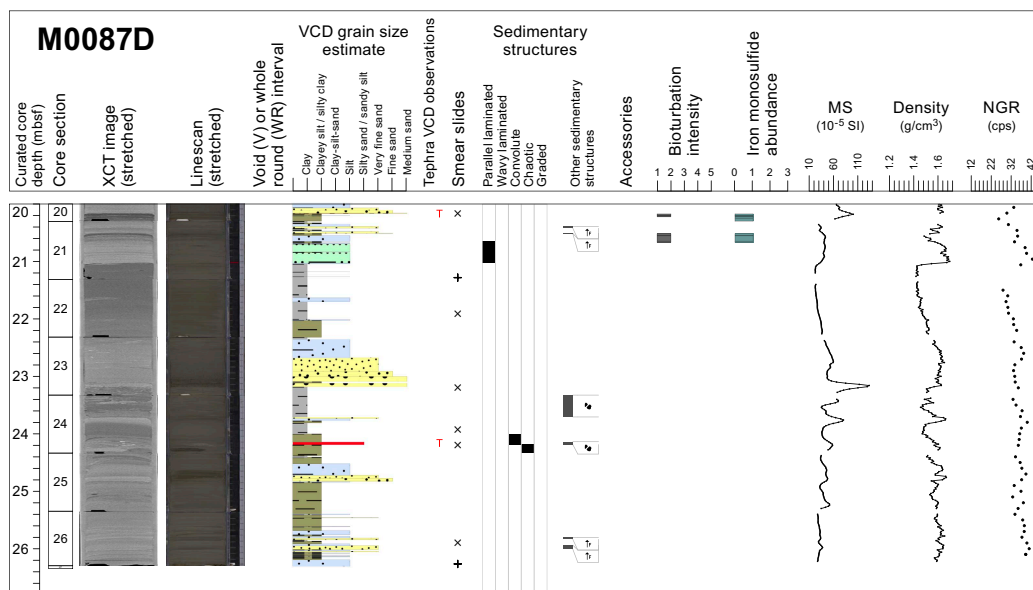 M0087D
Curated core
depth (mbsf)
Core section
XCT image
(stretched)
Linescan
(stretched)
Void (V) or whole
round (WR) interval
VCD grain size
estimate
Clay
Clayey silt / silty clay
Clay-silt-sand
Silt
Silty sand / sandy silt
Very fine sand
Fine sand
Medium sand
Tephra VCD observations
Smear slides
Sedimentary
structures
Parallel laminated
Wavy laminated
Convolute
Chaotic
Graded
Other sedimentary
structures
Accessories
Bioturbation
intensity
1 2 5
Iron monosulfide
abundance
0 1 2 3
MS
(10⁻⁵ SI)
10 60 110
Density
(g/cm³)
1.2 1.4 1.6
NGR
(cps)
12 22 32 42
20
21
22
23
24
25
26
20
21
22
23
24
25
26
T
T